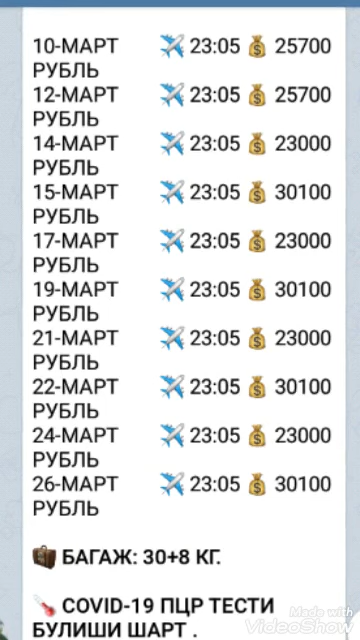 10-МАРТ ✈️ 23:05 💰 25700
РУБЛЬ
12-МАРТ ✈️ 23:05 💰 25700
РУБЛЬ
14-МАРТ ✈️ 23:05 💰 23000
РУБЛЬ
15-МАРТ ✈️ 23:05 💰 30100
РУБЛЬ
17-МАРТ ✈️ 23:05 💰 23000
РУБЛЬ
19-МАРТ ✈️ 23:05 💰 30100
РУБЛЬ
21-МАРТ ✈️ 23:05 💰 23000
РУБЛЬ
22-МАРТ ✈️ 23:05 💰 30100
РУБЛЬ
24-МАРТ ✈️ 23:05 💰 23000
РУБЛЬ
26-МАРТ ✈️ 23:05 💰 30100
РУБЛЬ
🧳 БАГАЖ: 30+8 КГ.
🌡 COVID-19 ПЦР ТЕСТИ
БУЛИШИ ШАРТ .
Made with
VideoShow